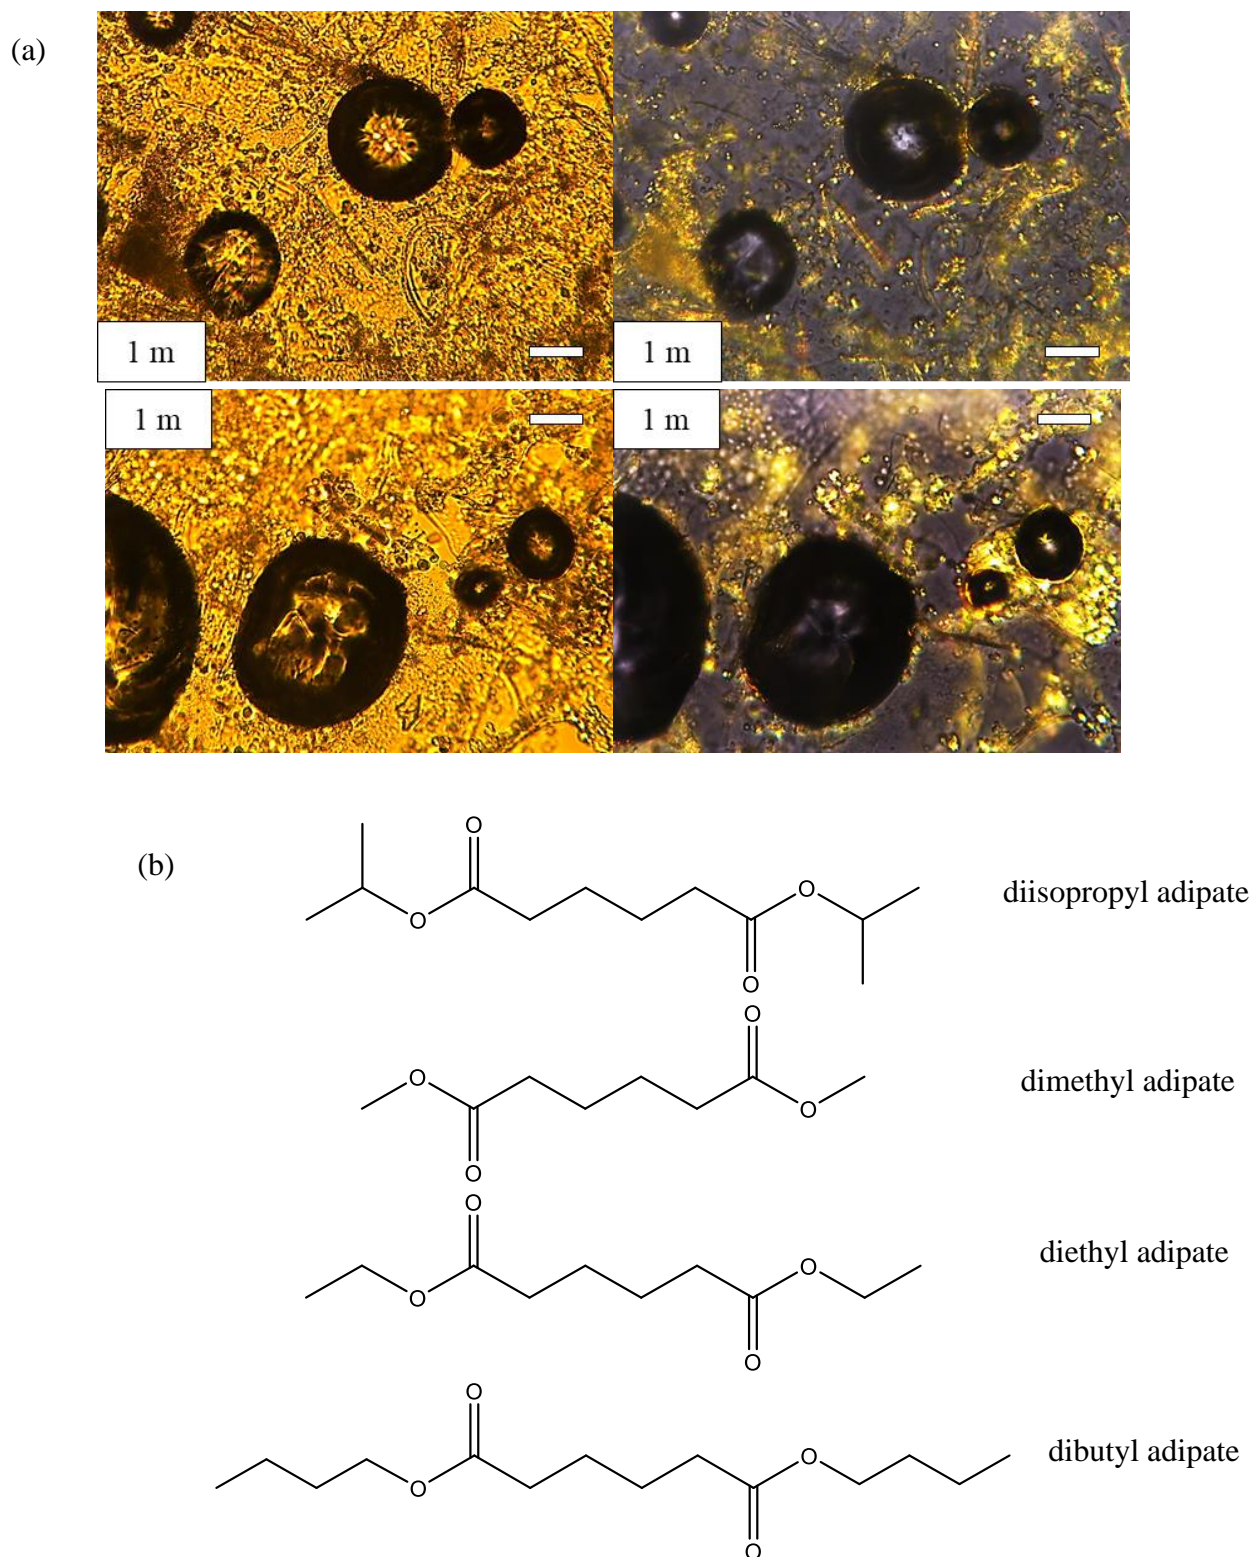 (a)
1 m
1 m
1 m
1 m
(b)
O
O
O
O
diisopropyl adipate
O
O
O
O
dimethyl adipate
O
O
O
O
diethyl adipate
O
O
O
O
dibutyl adipate